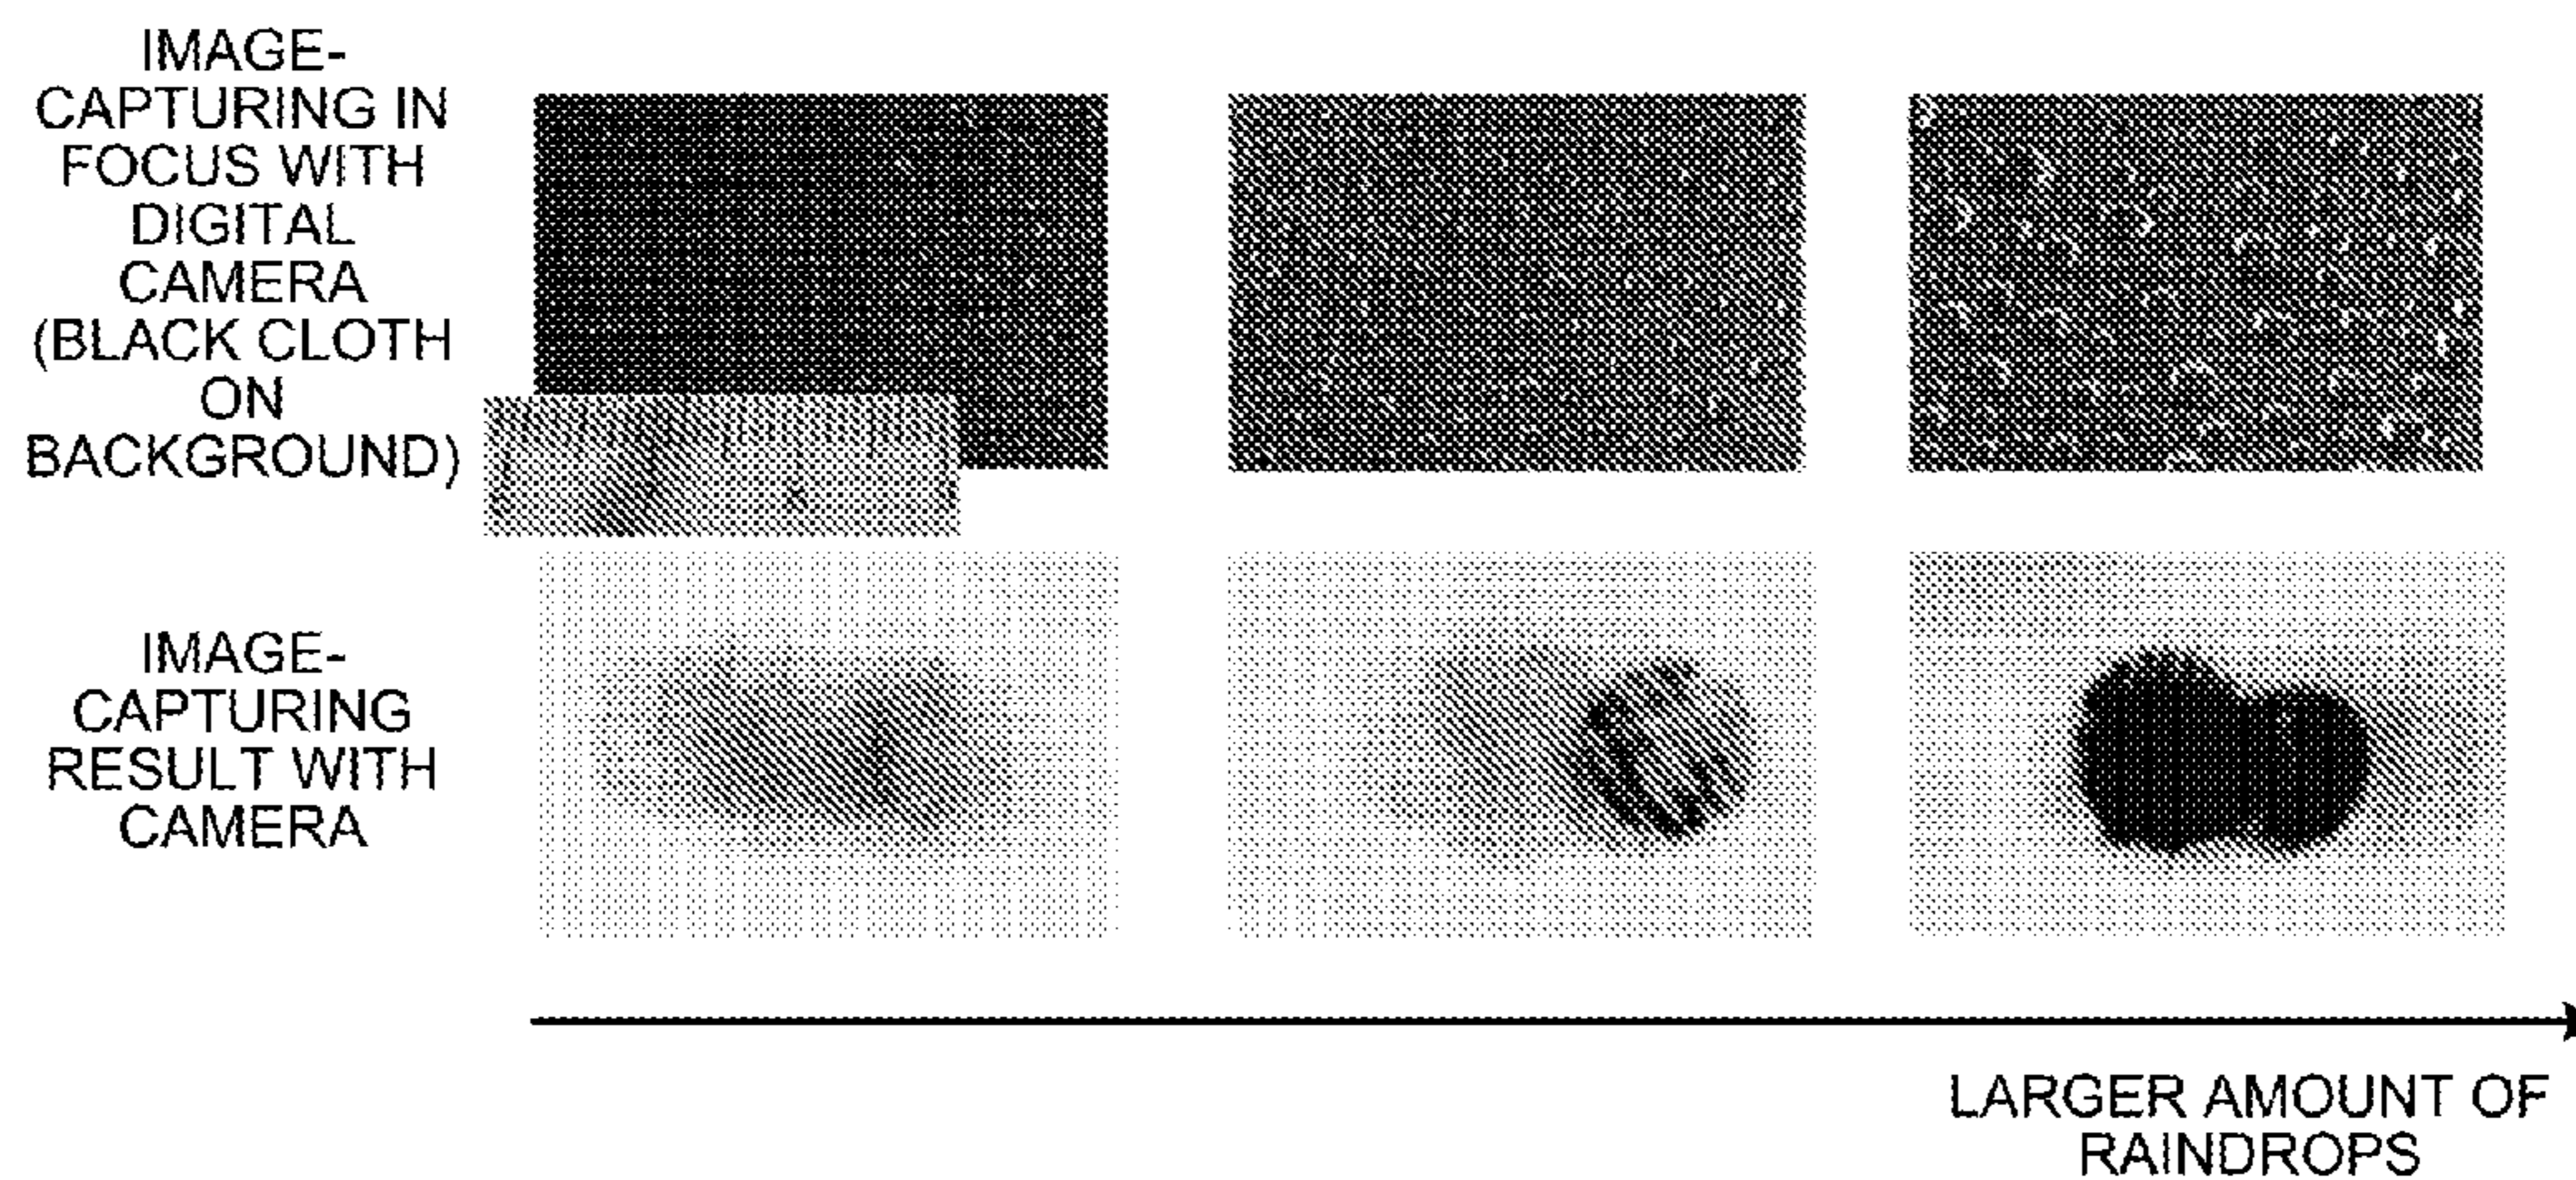 IMAGE-
CAPTURING IN
FOCUS WITH
DIGITAL
CAMERA
(BLACK CLOTH
ON
BACKGROUND)
IMAGE-
CAPTURING
RESULT WITH
CAMERA
LARGER AMOUNT OF
RAINDROPS